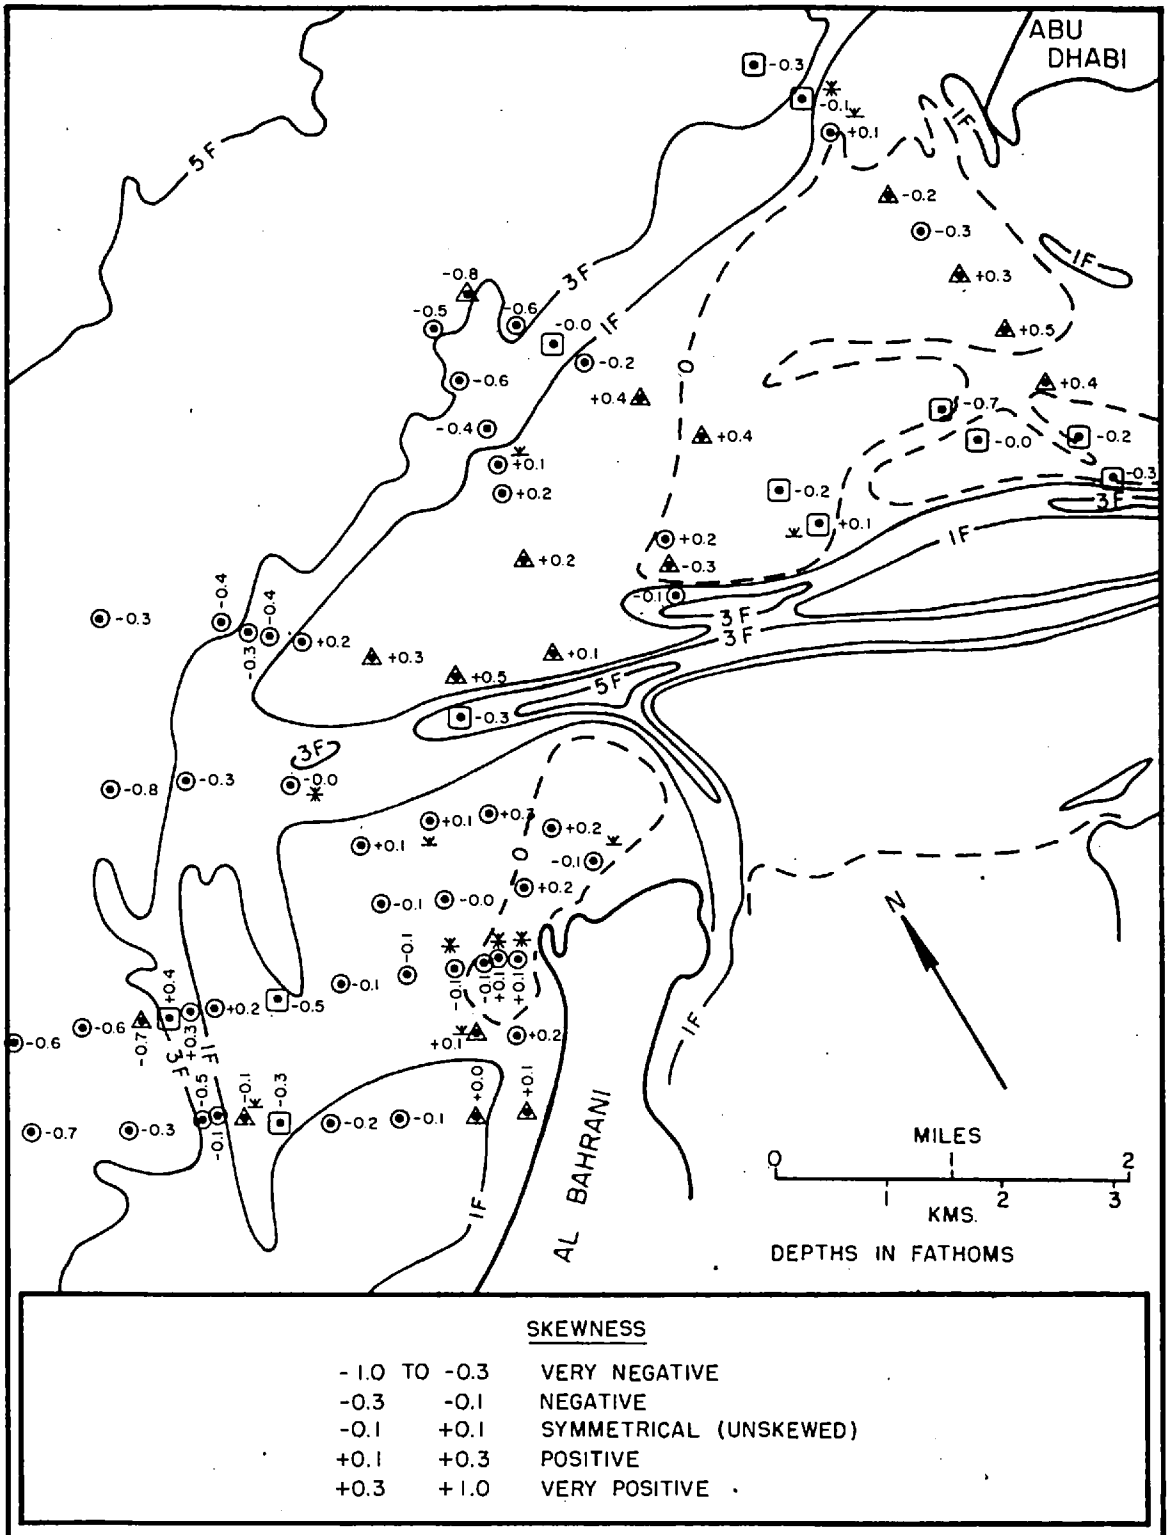 ABU
DHABI
-0.3
-0.1
+0.1
1F
5F
-0.2
-0.3
1F
-0.8
3F
+0.3
-0.5
-0.6
-0.0
1F
+0.5
-0.2
0
-0.6
+0.4
+0.4
-0.7
-0.4
+0.4
-0.0
-0.2
+0.1
-0.3
+0.2
-0.2
3F
+0.1
1F
+0.2
+0.2
-0.3
-0.4
-0.4
-0.1
-0.3
3F
3F
-0.3
+0.2
+0.3
+0.1
+0.5
5F
-0.3
3F
-0.8
-0.3
-0.0
+0.1
+0.2
+0.1
0
-0.1
+0.2
-0.1
-0.0
N
-0.1
-0.1
-0.1
-0.1
+0.1
+0.1
+0.4
+0.2
-0.5
-0.6
-0.6
-0.7
+0.3
3F
1F
+0.1
+0.2
1F
-0.5
-0.1
-0.3
+0.0
+0.1
-0.7
-0.3
-0.1
-0.2
-0.1
AL BAHRANI
1F
MILES
0 2
1 2 3
KMS.
DEPTHS IN FATHOMS
SKEWNESS
-1.0 TO -0.3 VERY NEGATIVE
-0.3 -0.1 NEGATIVE
-0.1 +0.1 SYMMETRICAL (UNSKEWED)
+0.1 +0.3 POSITIVE
+0.3 +1.0 VERY POSITIVE